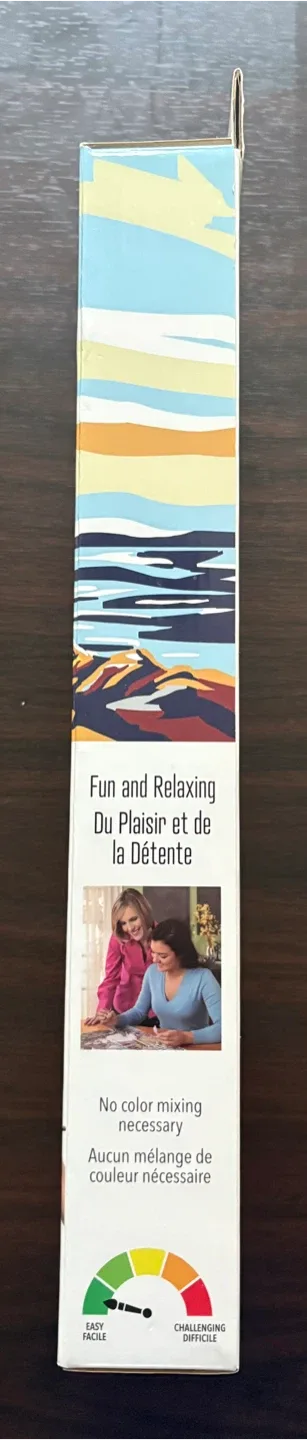 Fun and Relaxing
Du Plaisir et de
la Détente
No color mixing
necessary
Aucun mélange de
couleur nécessaire
EASY
FACILE
CHALLENGING
DIFFICILE